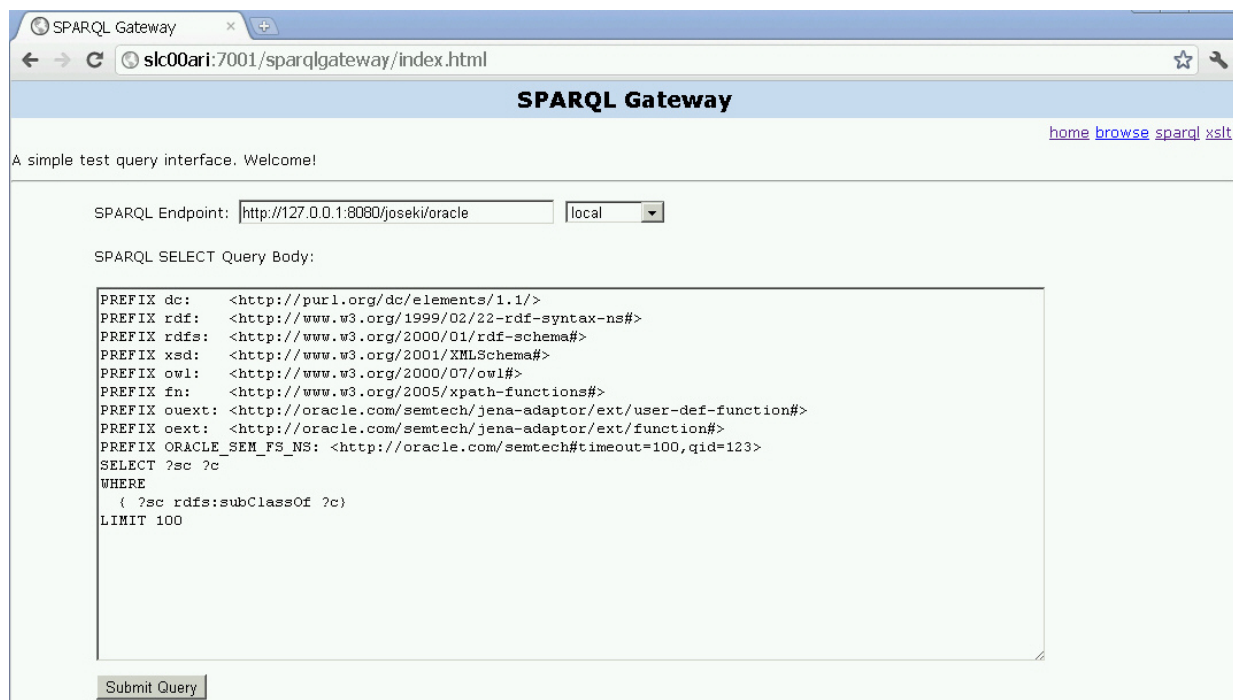 SPARQL Gateway
slc00ari:7001/sparqlgateway/index.html
SPARQL Gateway
home browse sparql xslt
A simple test query interface. Welcome!
SPARQL Endpoint: http://127.0.0.1:8080/joseki/oracle local
SPARQL SELECT Query Body:
PREFIX dc: <http://purl.org/dc/elements/1.1/>
PREFIX rdf: <http://www.w3.org/1999/02/22-rdf-syntax-ns#>
PREFIX rdfs: <http://www.w3.org/2000/01/rdf-schema#>
PREFIX xsd: <http://www.w3.org/2001/XMLSchema#>
PREFIX owl: <http://www.w3.org/2000/07/owl#>
PREFIX fn: <http://www.w3.org/2005/xpath-functions#>
PREFIX ouext: <http://oracle.com/semtech/jena-adaptor/ext/user-def-function#>
PREFIX oext: <http://oracle.com/semtech/jena-adaptor/ext/function#>
PREFIX ORACLE_SEM_FS_NS: <http://oracle.com/semtech#timeout=100,qid=123>
SELECT ?sc ?c
WHERE
{ ?sc rdfs:subClassOf ?c}
LIMIT 100
Submit Query